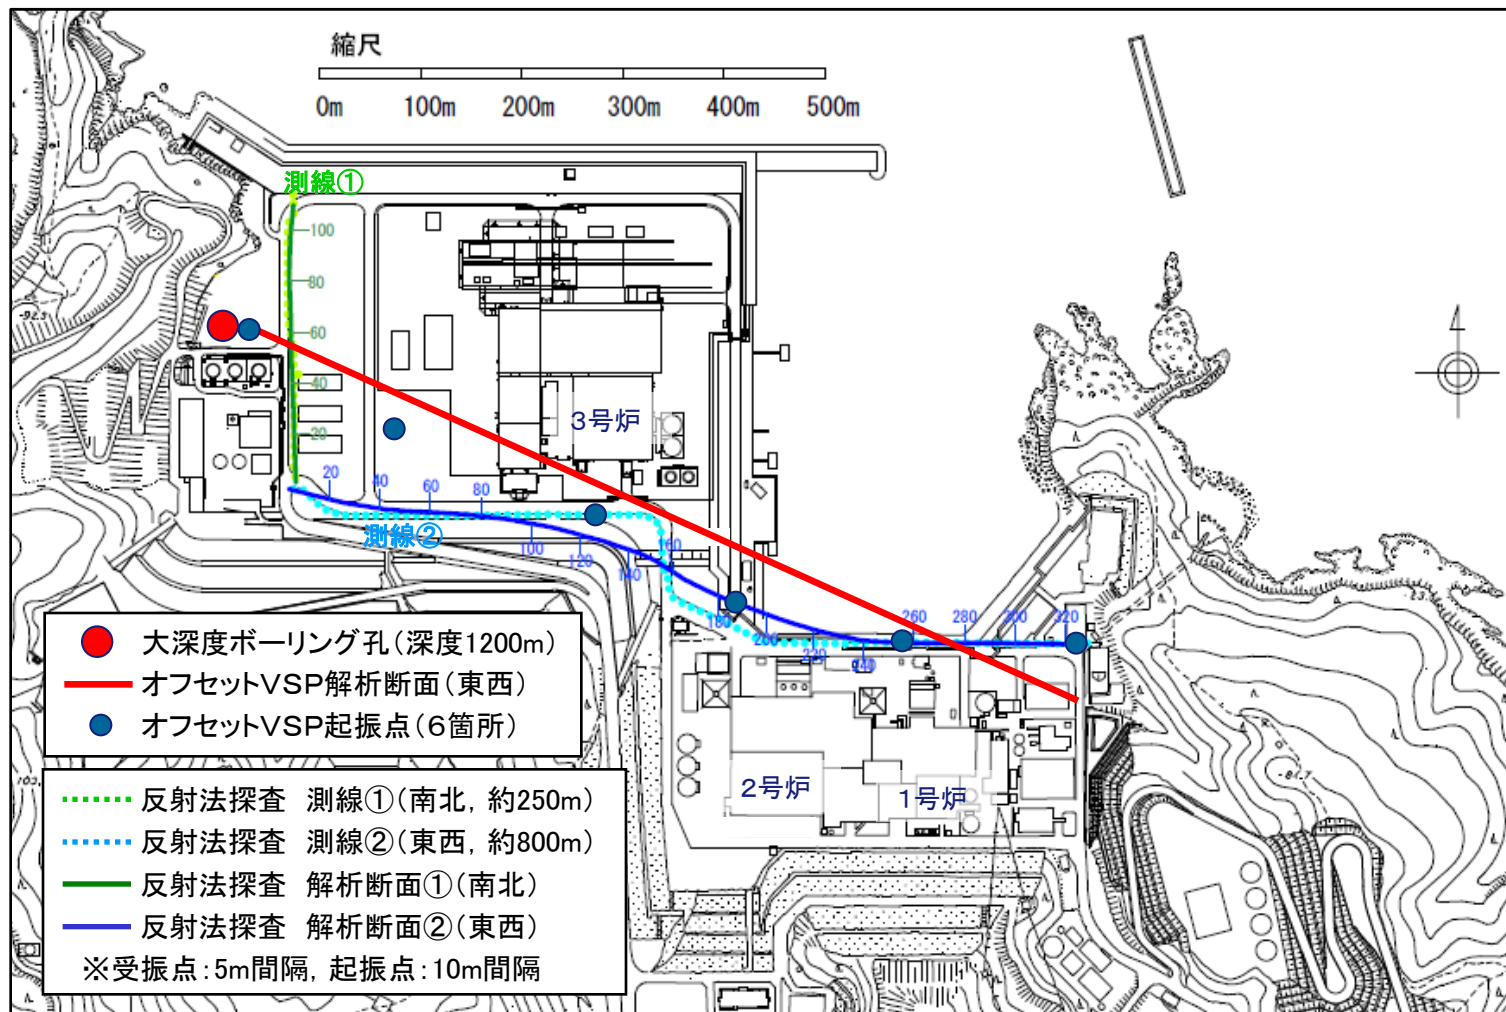 縮尺
0m 100m 200m 300m 400m 500m
測線①
100
80
60
40
20
3号炉
20 40 60 80 100 120 140 160 180 200 220 240 260 280 300 320
測線②
2号炉
1号炉
大深度ボーリング孔(深度1200m)
オフセットVSP解析断面(東西)
オフセットVSP起振点(6箇所)
反射法探査 測線①(南北, 約250m)
反射法探査 測線②(東西, 約800m)
反射法探査 解析断面①(南北)
反射法探査 解析断面②(東西)
※受振点:5m間隔, 起振点:10m間隔